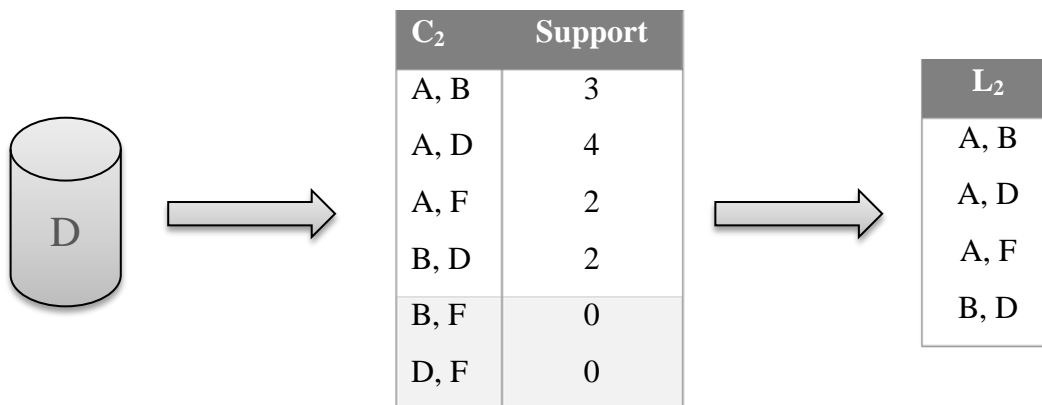 D
C₂ Support
A, B 3
A, D 4
A, F 2
B, D 2
B, F 0
D, F 0
L₂
A, B
A, D
A, F
B, D